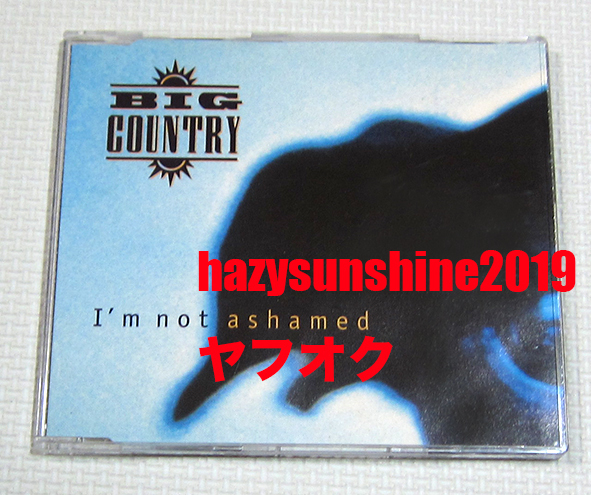 BIG
COUNTRY
hazysunshine2019
I'm not ashamed
ヤフオク